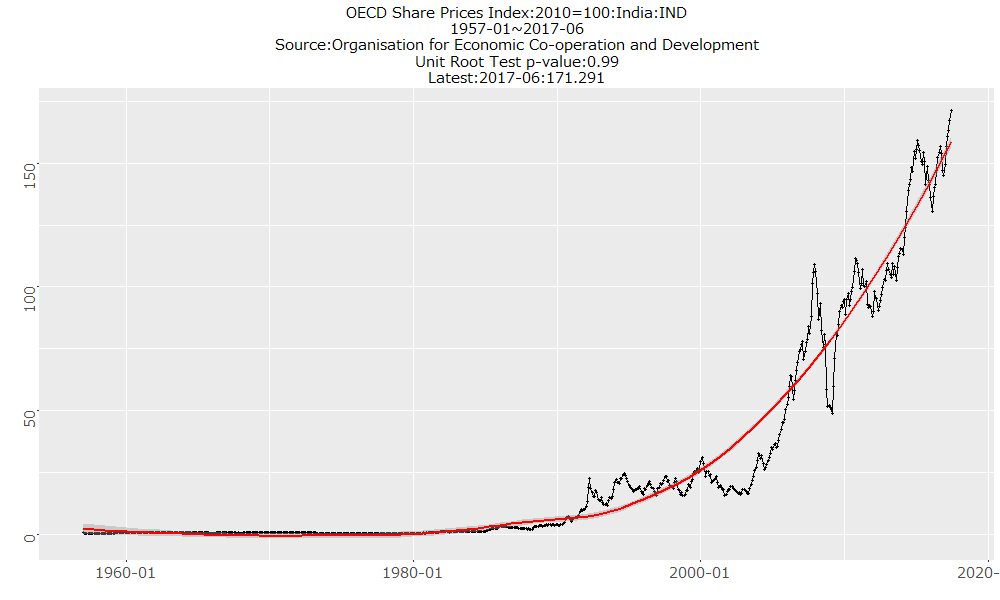 OECD Share Prices Index:2010=100:India:IND
1957-01~2017-06
Source:Organisation for Economic Co-operation and Development
Unit Root Test p-value:0.99
Latest:2017-06:171.291
150
100
50
0
1960-01
1980-01
2000-01
2020-